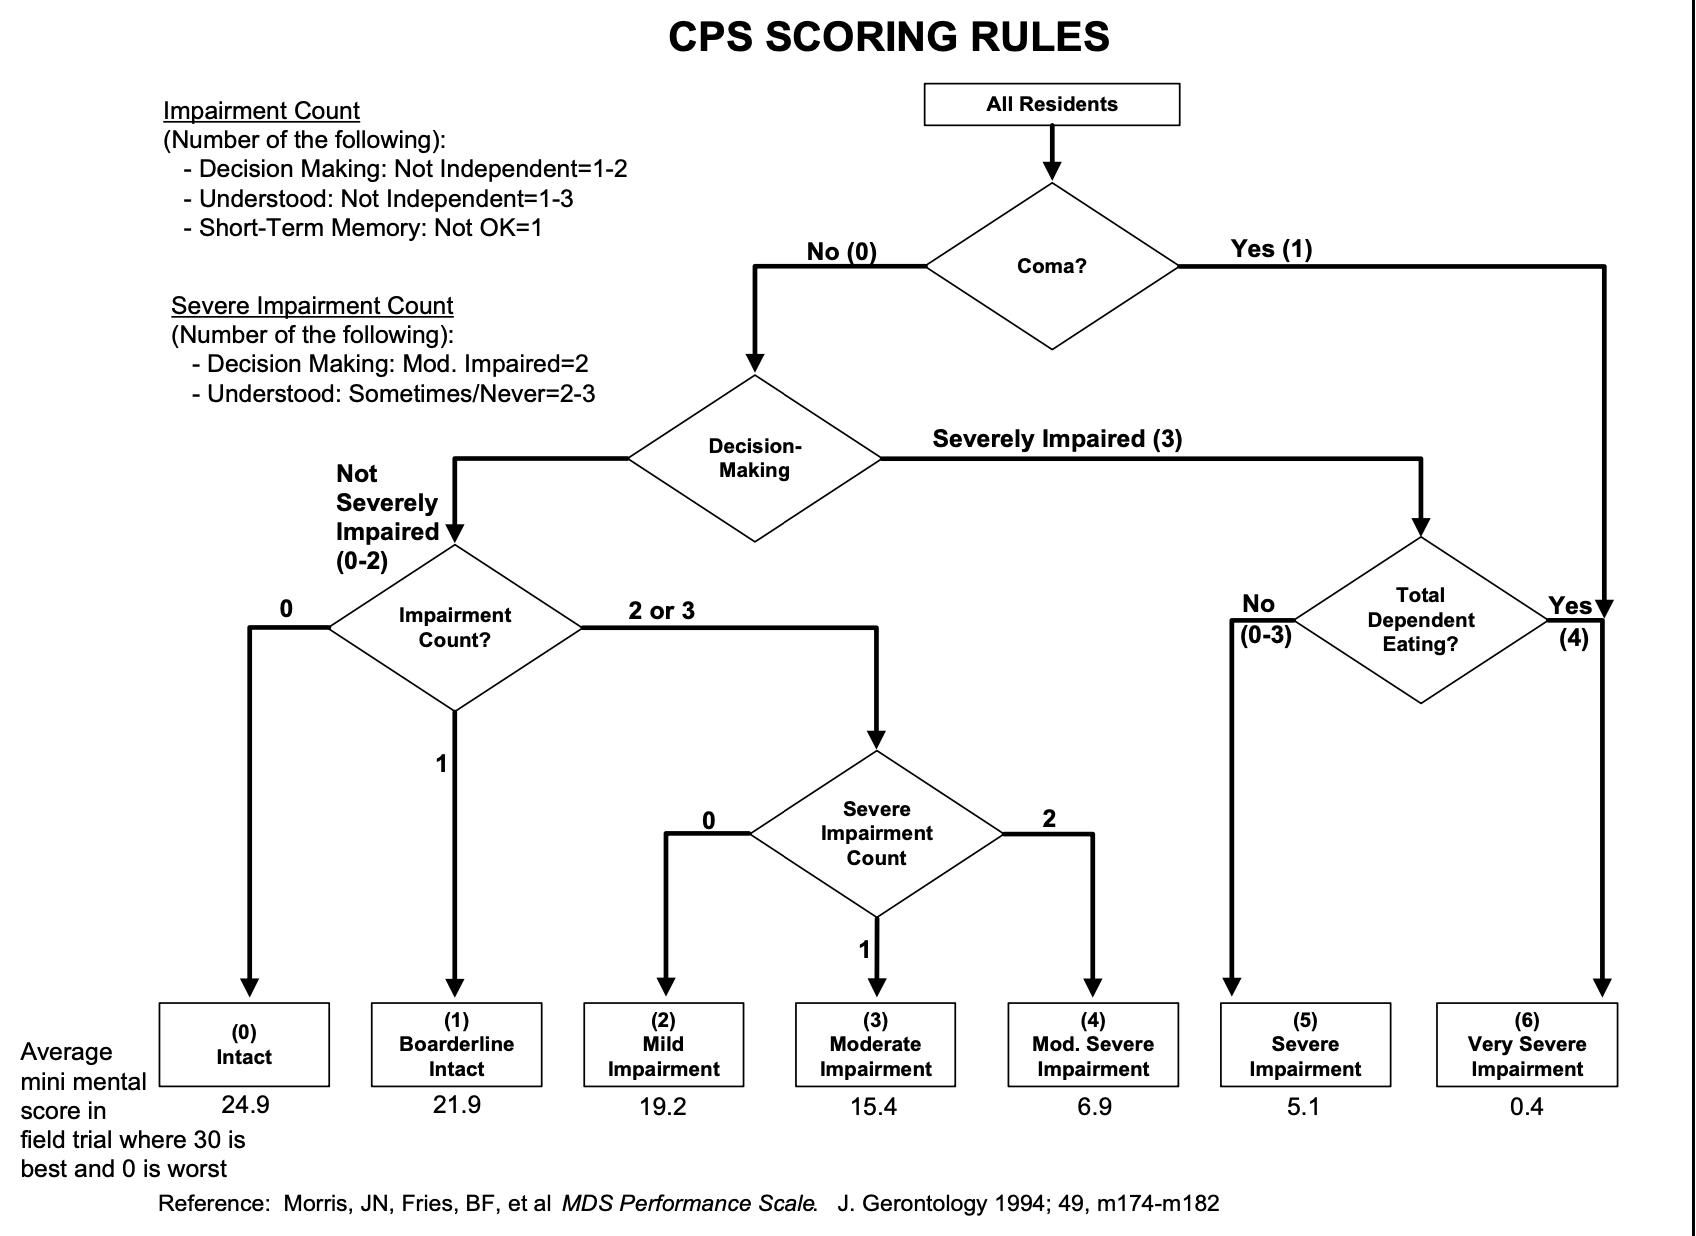 CPS SCORING RULES
Impairment Count
(Number of the following):
- Decision Making: Not Independent=1-2
- Understood: Not Independent=1-3
- Short-Term Memory: Not OK=1
Severe Impairment Count
(Number of the following):
- Decision Making: Mod. Impaired=2
- Understood: Sometimes/Never=2-3
All Residents
Coma?
No (0)
Yes (1)
Decision-
Making
Not
Severely
Impaired
(0-2)
Severely Impaired (3)
Impairment
Count?
0
1
2 or 3
Total
Dependent
Eating?
No
(0-3)
Yes
(4)
Severe
Impairment
Count
0
1
2
(0)
Intact
(1)
Boarderline
Intact
(2)
Mild
Impairment
(3)
Moderate
Impairment
(4)
Mod. Severe
Impairment
(5)
Severe
Impairment
(6)
Very Severe
Impairment
Average
mini mental
score in
field trial where 30 is
best and 0 is worst
24.9
21.9
19.2
15.4
6.9
5.1
0.4
Reference: Morris, JN, Fries, BF, et al MDS Performance Scale. J. Gerontology 1994; 49, m174-m182